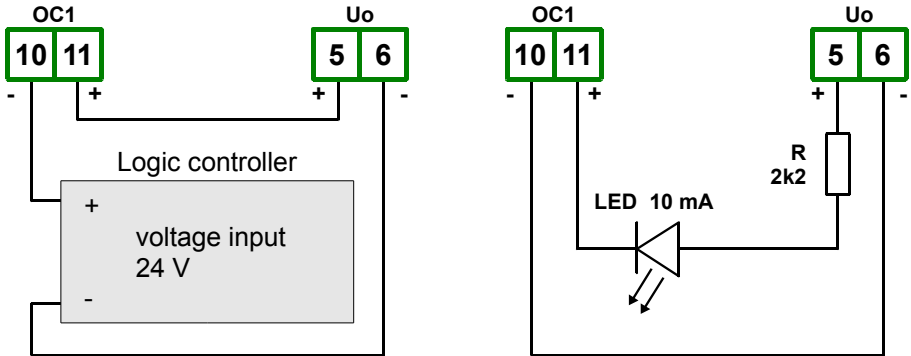 OC1
Uo
10 11
5 6
- +
+ -
Logic controller
+
voltage input
24 V
-
OC1
Uo
10 11
5 6
- +
+ -
R
2k2
LED 10 mA